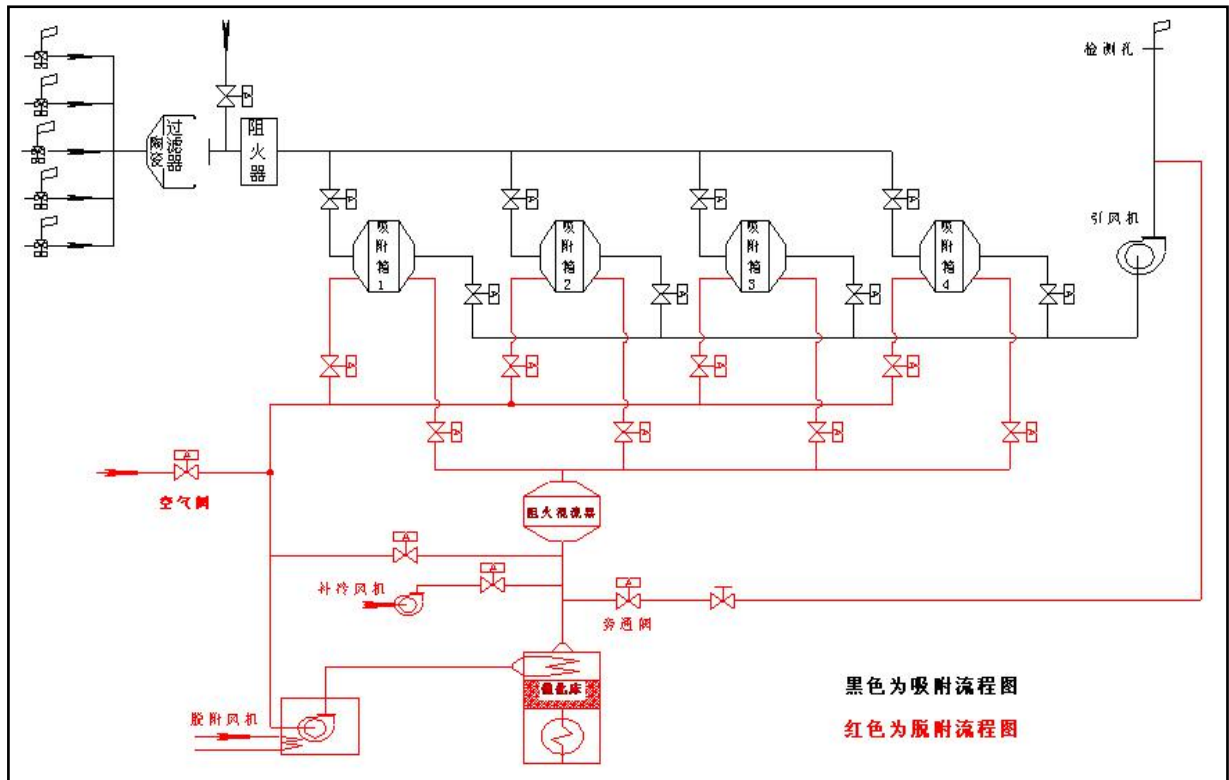 检测孔
过滤器
阻火器
引风机
吸附箱1
吸附箱2
吸附箱3
吸附箱4
空气阀
阻火混流器
补冷风机
旁通阀
催化床
脱附风机
黑色为吸附流程图
红色为脱附流程图